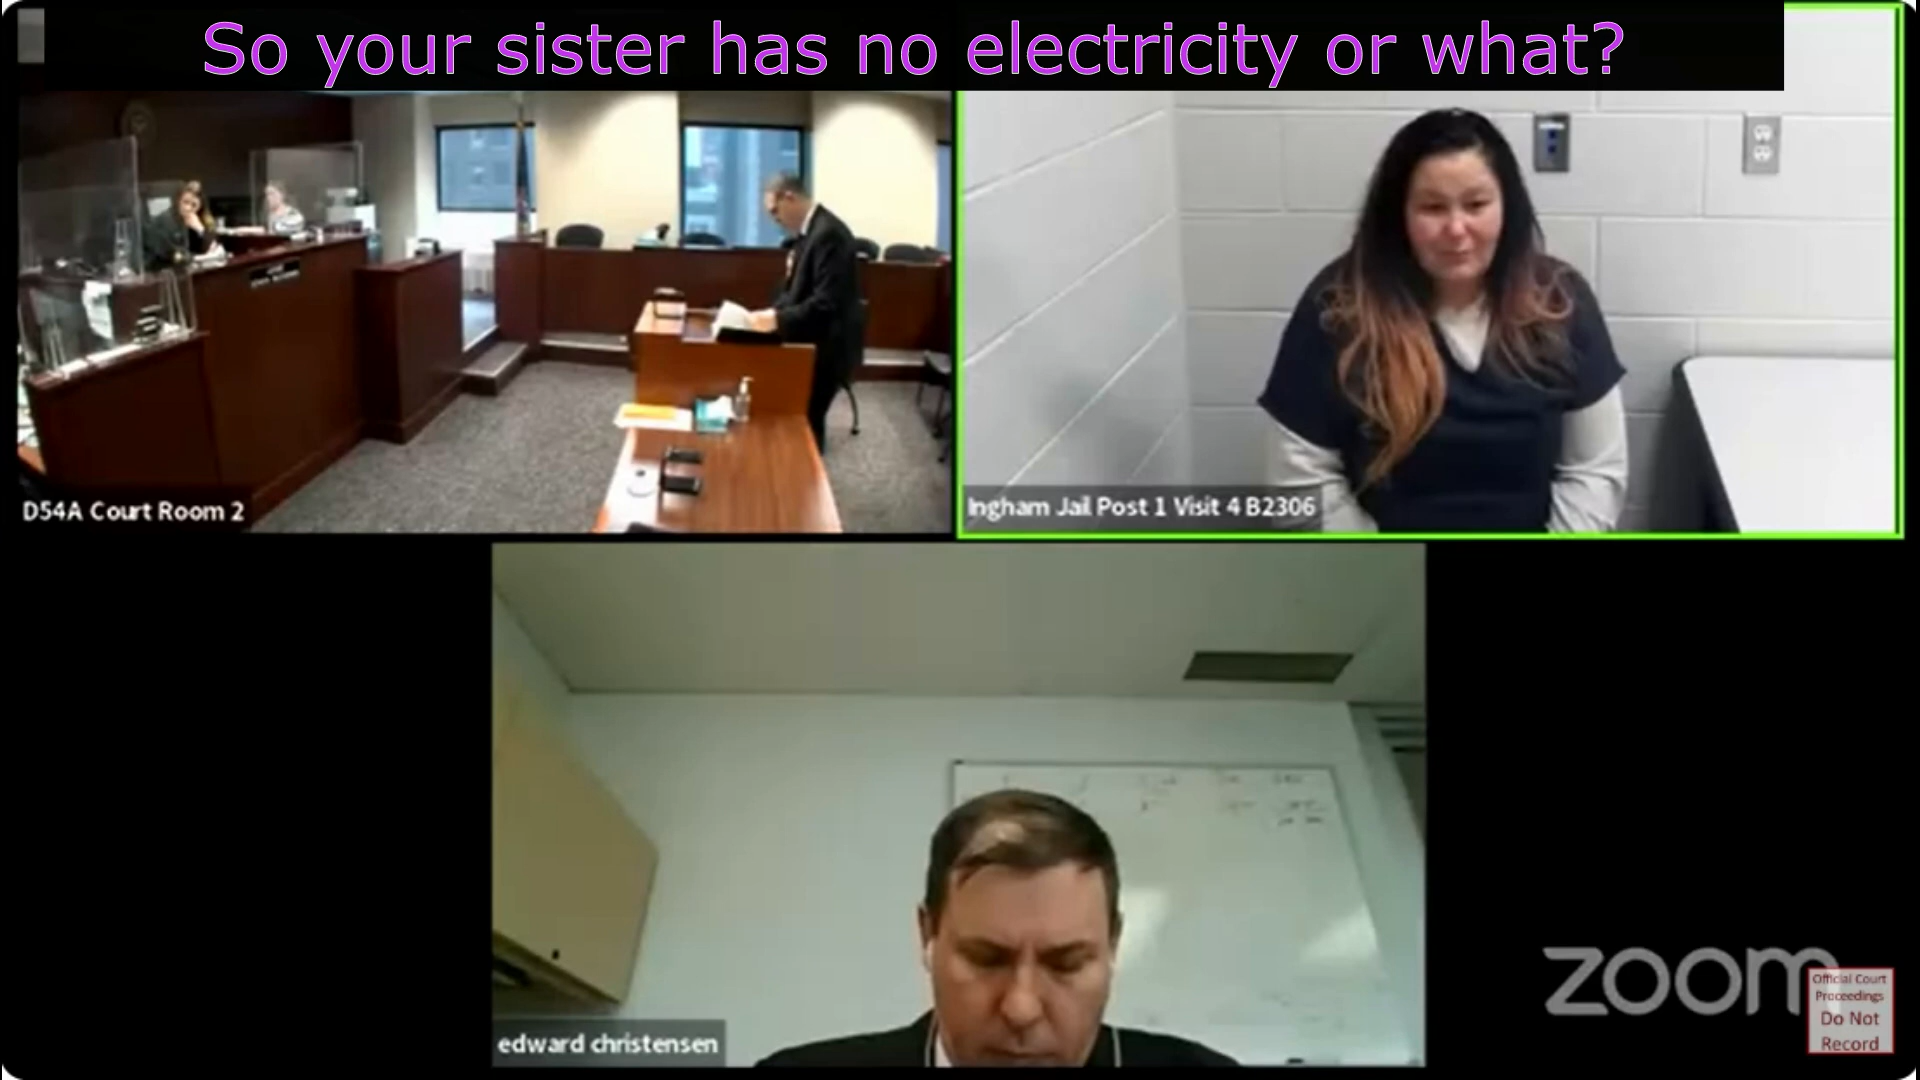 So your sister has no electricity or what?
D54A Court Room 2
Ingham Jail Post 1 Visit 4 B2306
edward christensen
zoom
Official Court
Proceedings
Do Not
Record